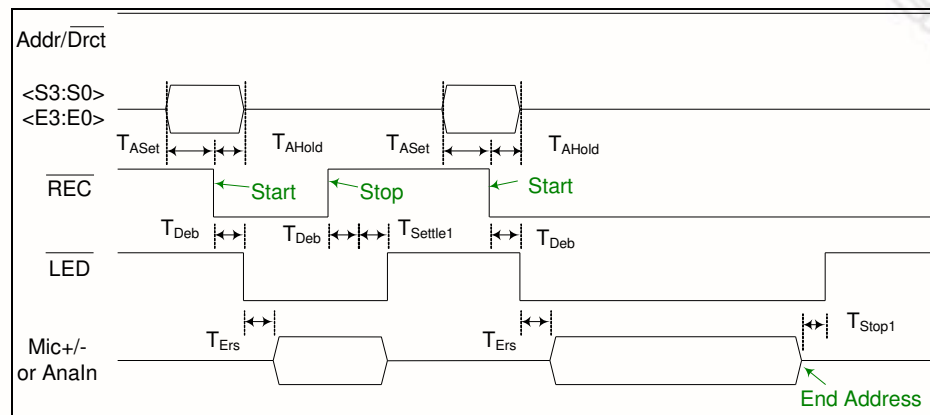 Addr/Drct
<S3:S0>
<E3:E0>
TASet TAHold TASet TAHold
REC Start Stop Start
TDeb TDeb TSettle1 TDeb
LED
TErs TErs TStop1
Mic+/-
or AnaIn
End Address